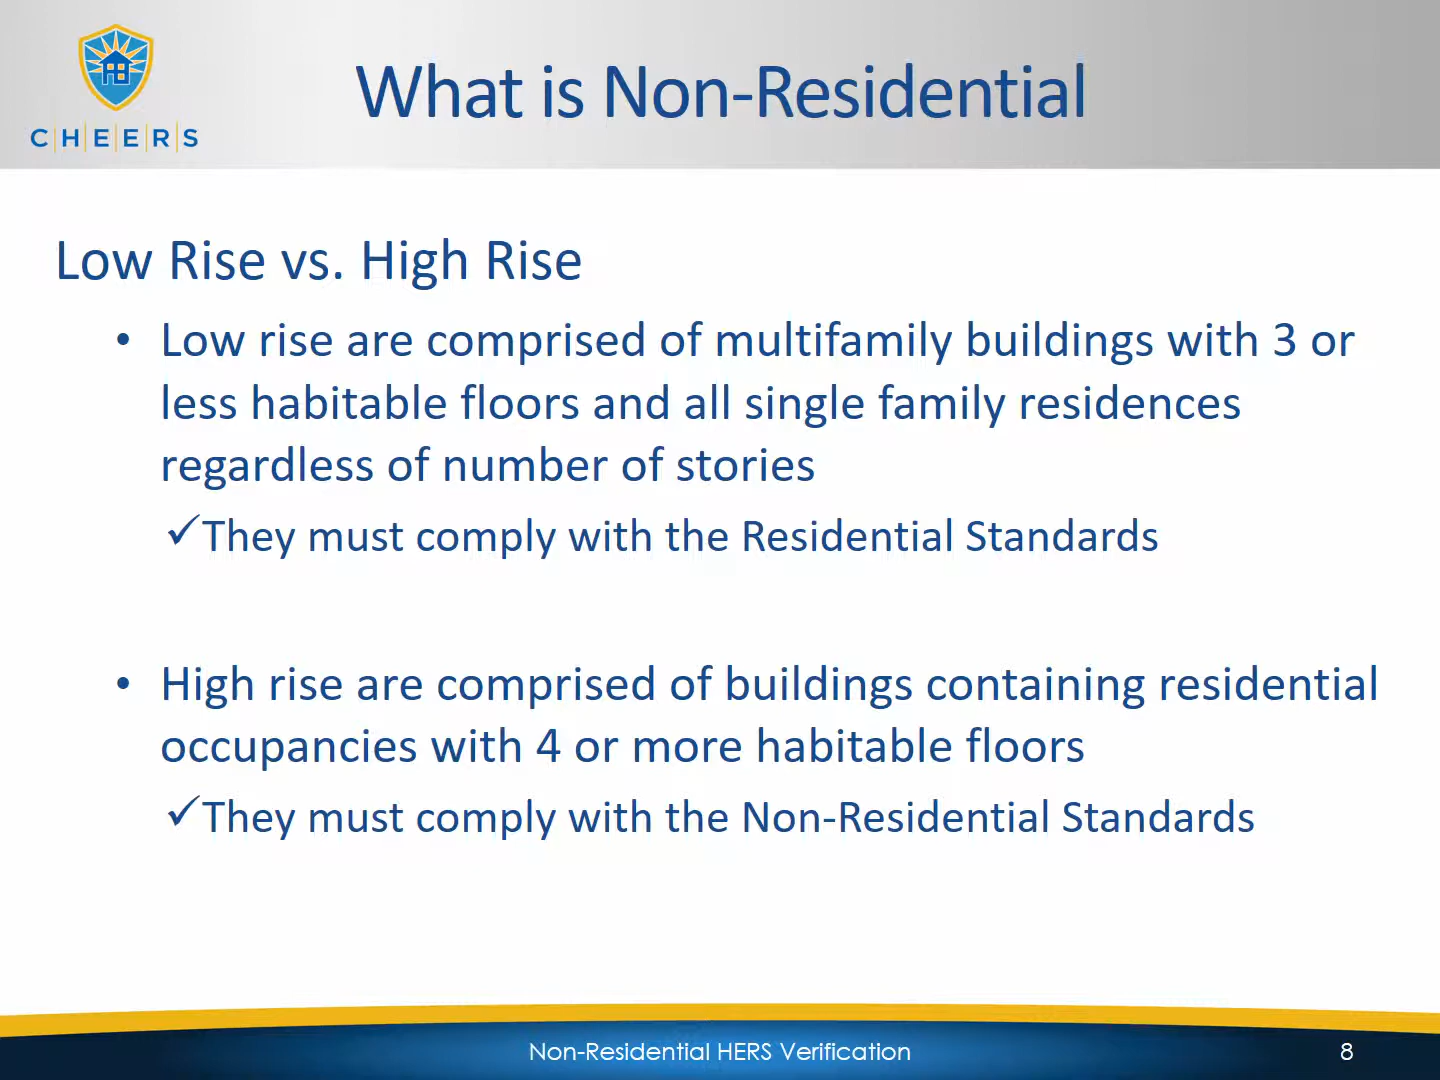 CHEERS
What is Non-Residential
Low Rise vs. High Rise
• Low rise are comprised of multifamily buildings with 3 or
less habitable floors and all single family residences
regardless of number of stories
✓They must comply with the Residential Standards
• High rise are comprised of buildings containing residential
occupancies with 4 or more habitable floors
✓They must comply with the Non-Residential Standards
Non-Residential HERS Verification
8